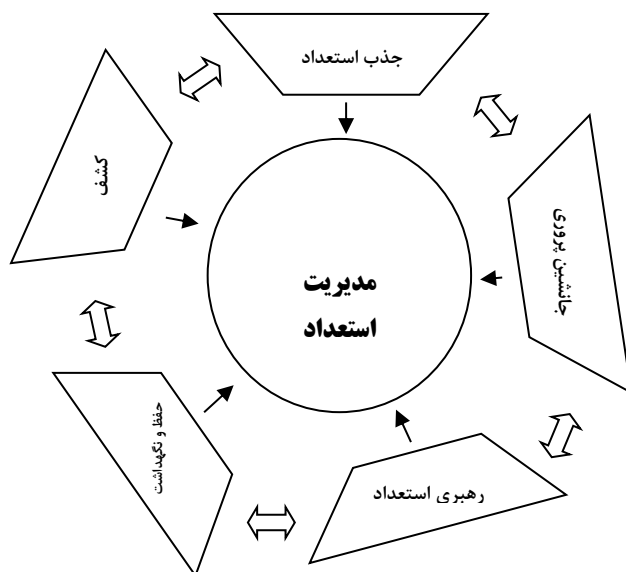 جذب استعداد
کشف
جانشین پروری
مدیریت
استعداد
حفظ و نگهداشت
رهبری استعداد